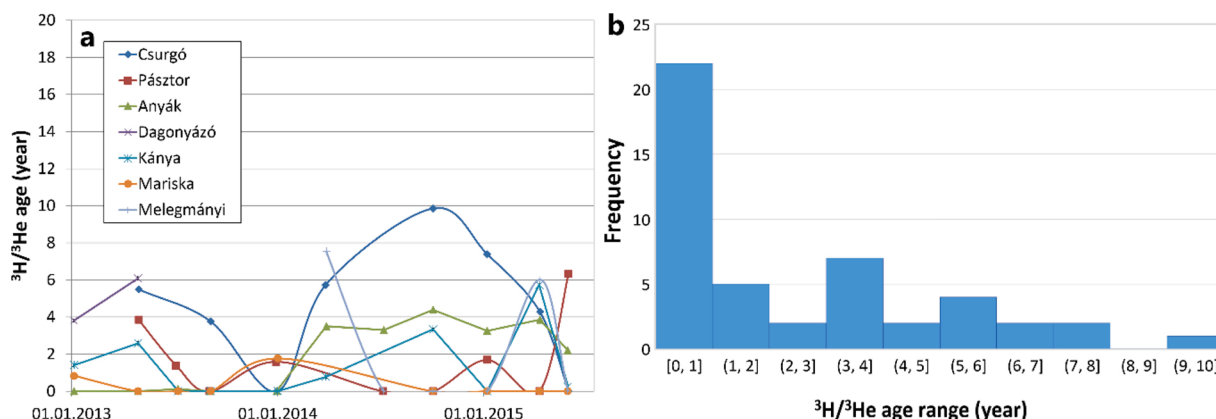 a
³H/³He age (year)
20
18
16
14
12
10
8
6
4
2
0
Csurgó
Pásztor
Anyák
Dagonyázó
Kánya
Mariska
Melegmányi
01.01.2013 01.01.2014 01.01.2015
b
Frequency
25
20
15
10
5
0
[0, 1] (1, 2] (2, 3] (3, 4] (4, 5] (5, 6] (6, 7] (7, 8] (8, 9] (9, 10]
³H/³He age range (year)